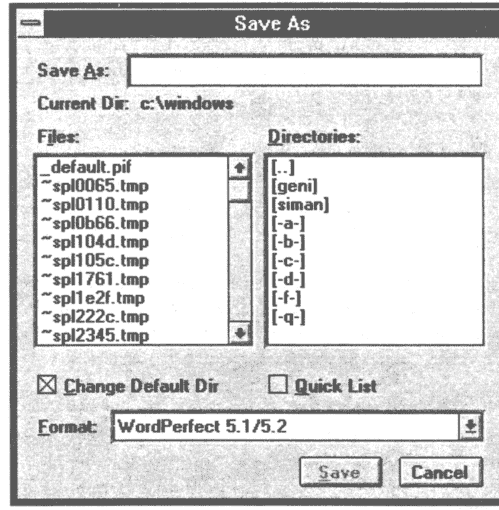 Save As
Save As:
Current Dir: c:\windows
Files:
_default.pif
~spl0065.tmp
~spl0110.tmp
~spl0b66.tmp
~spl104d.tmp
~spl105c.tmp
~spl1761.tmp
~spl1e2f.tmp
~spl222c.tmp
~spl2345.tmp
Directories:
[..]
[geni]
[siman]
[-a-]
[-b-]
[-c-]
[-d-]
[-f-]
[-q-]
Change Default Dir
Quick List
Format: WordPerfect 5.1/5.2
Save Cancel